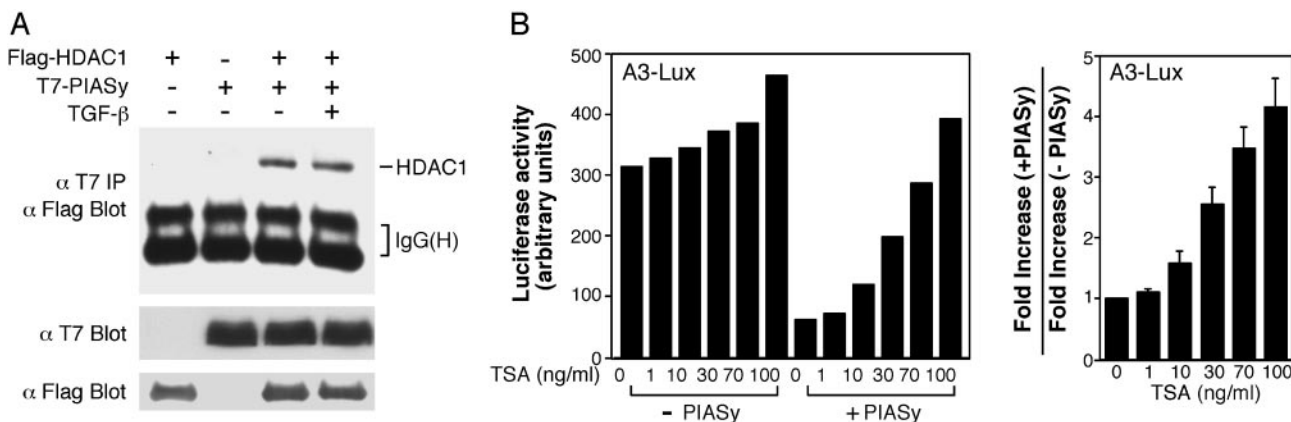 A
Flag-HDAC1 + - + +
T7-PIASy - + + +
TGF-β - - - +
α T7 IP
α Flag Blot
HDAC1
IgG(H)
α T7 Blot
α Flag Blot
B
A3-Lux
Luciferase activity
(arbitrary units)
500
400
300
200
100
0
TSA (ng/ml) 0 1 10 30 70 100 0 1 10 30 70 100
- PIASy + PIASy
A3-Lux
Fold Increase (+PIASy)
Fold Increase (- PIASy)
5
4
3
2
1
0
0 1 10 30 70 100
TSA (ng/ml)